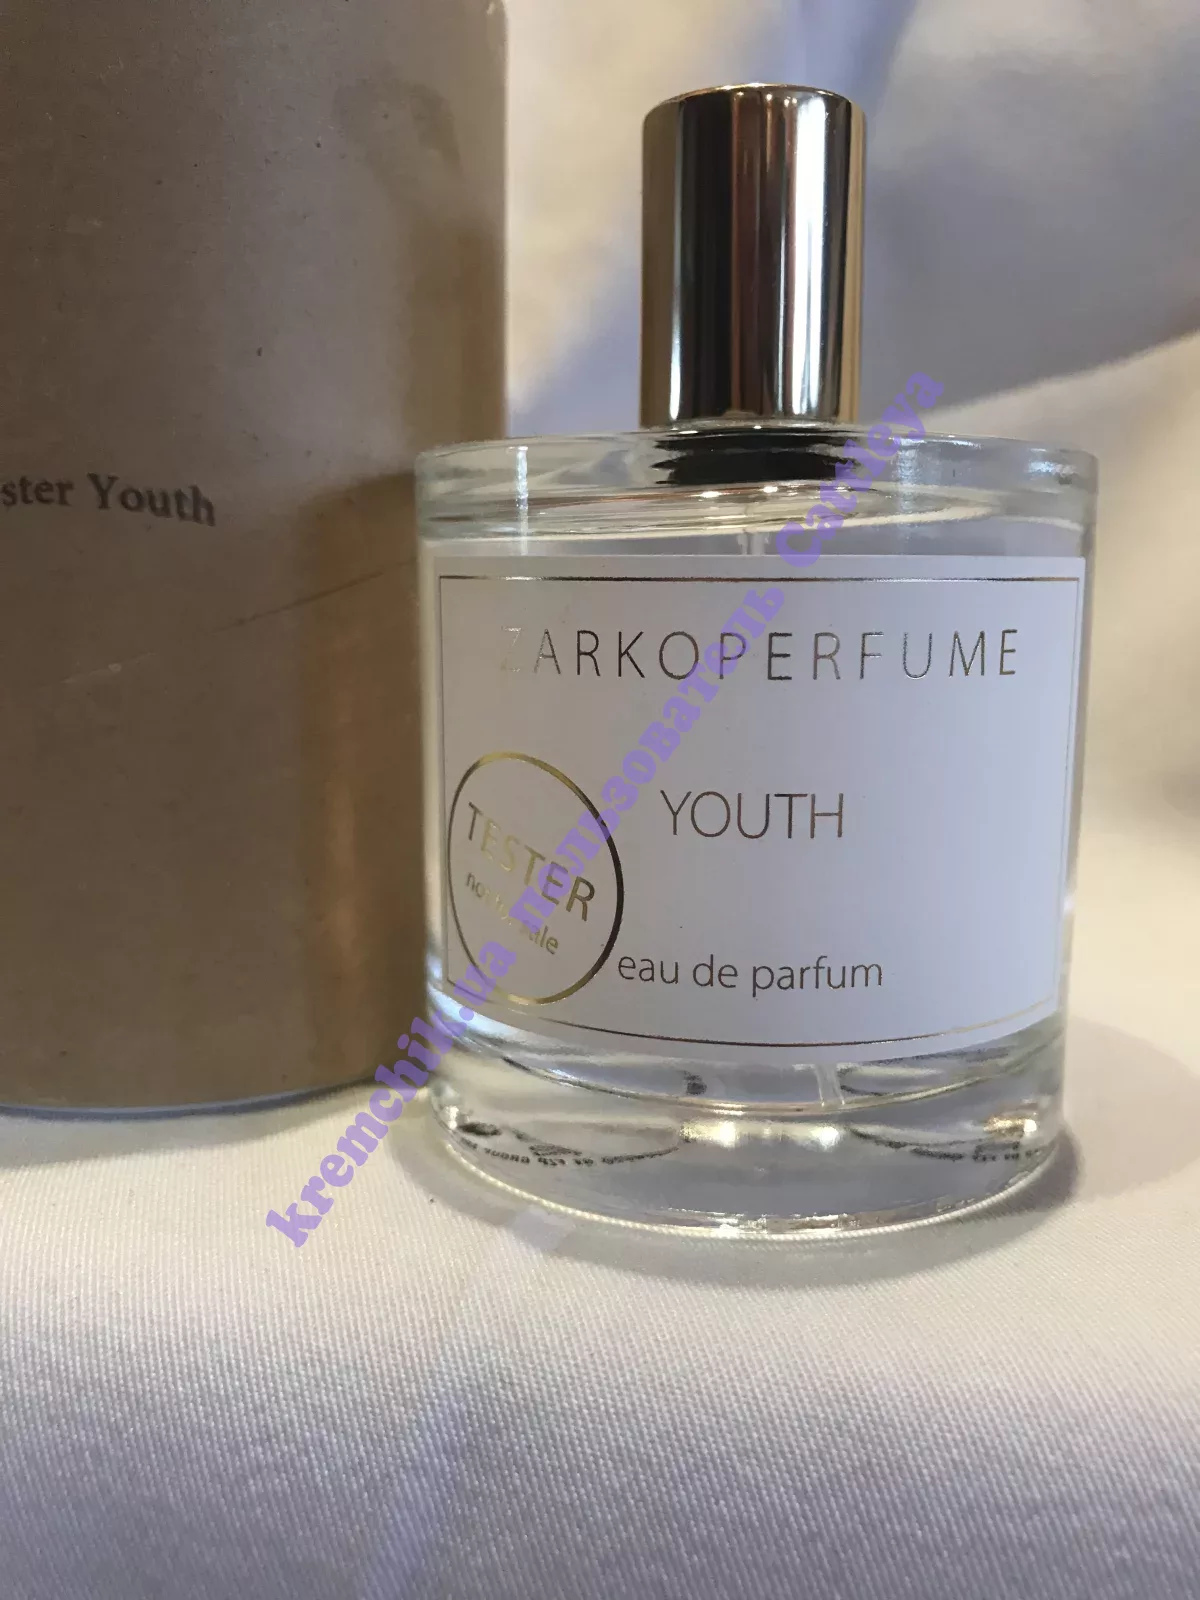 ster Youth
ZARKOPERFUME
YOUTH
TESTER
not for sale
eau de parfum
kremchik.ua пользователь Cattleya